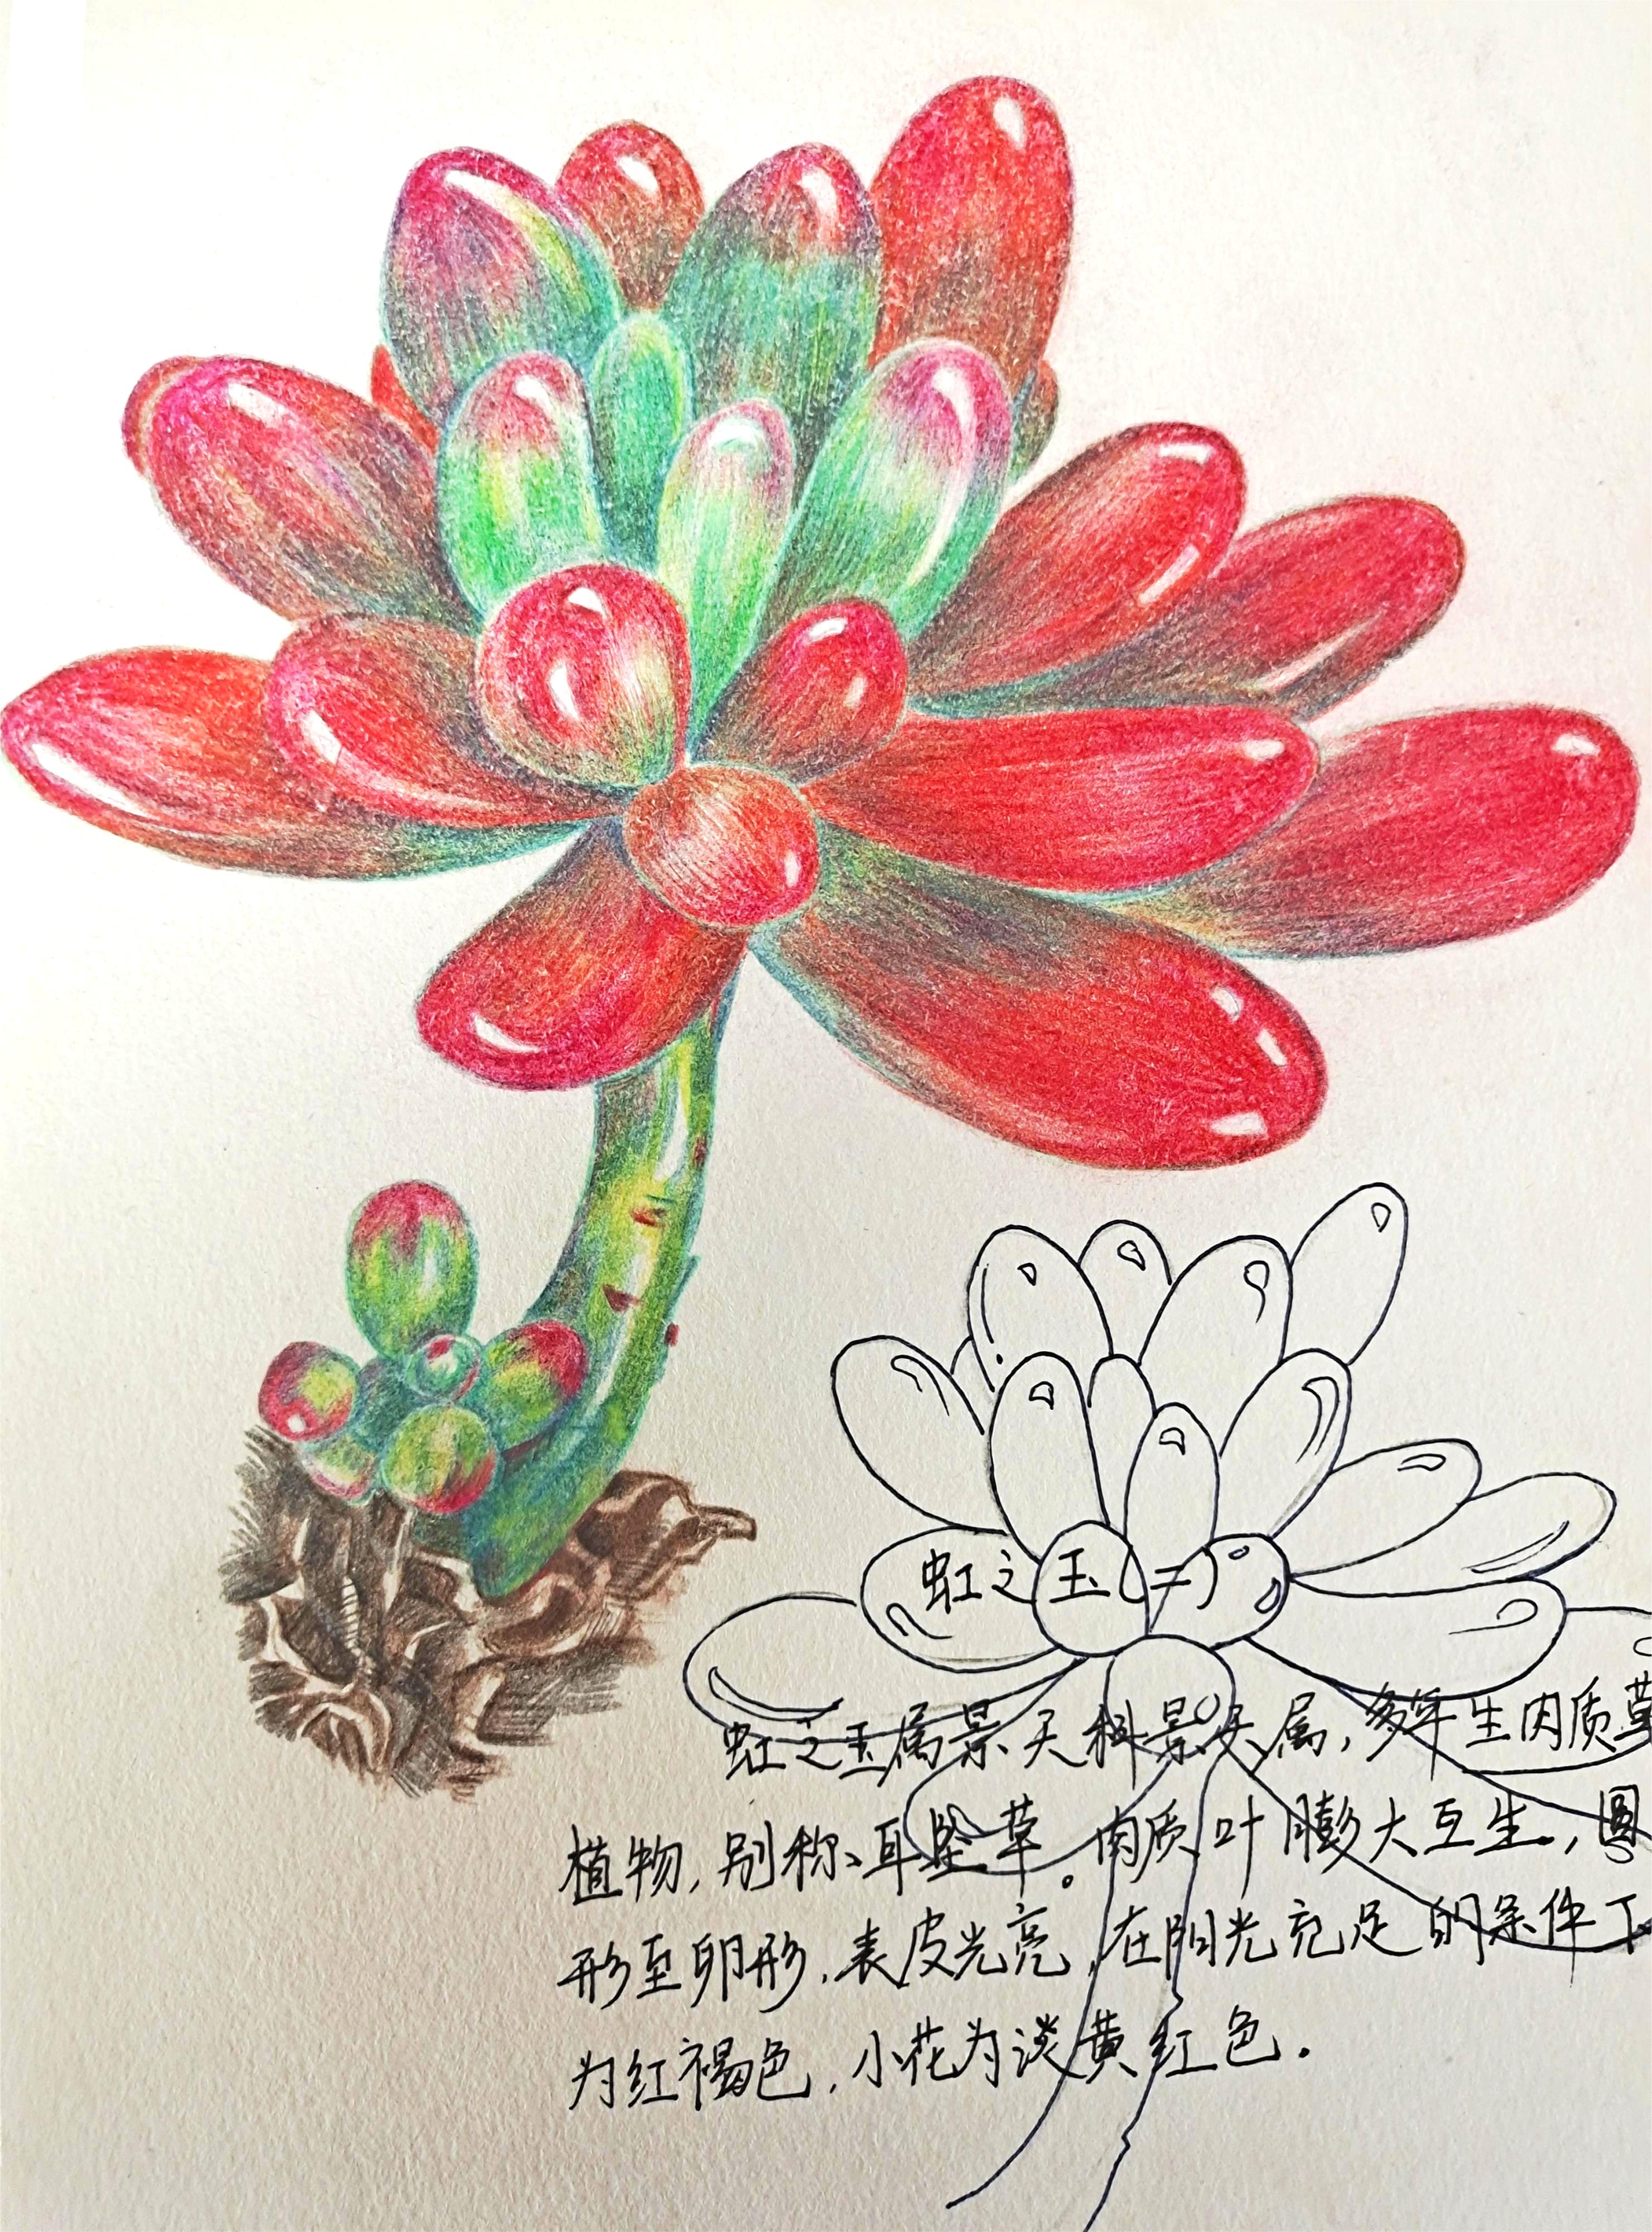 虹之玉(二)
虹之玉属景天科景天属,多年生肉质草
植物,别称、耳坠草。肉质叶膨大互生.,圆
形至卵形,表皮光亮,在阳光充足的条件下
为红褐色,小花为淡黄红色.